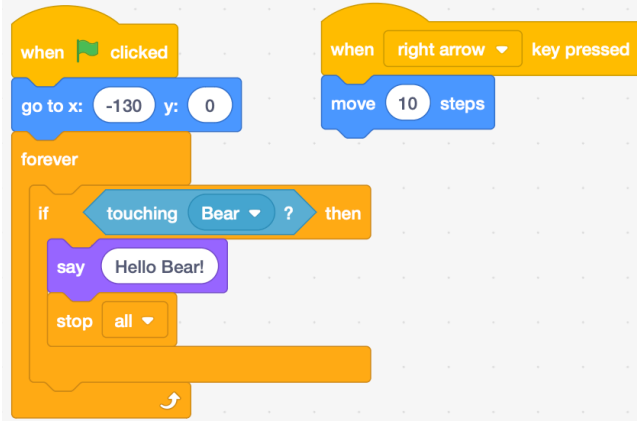 when clicked
go to x: -130 y: 0
forever
if touching Bear ? then
say Hello Bear!
stop all
when right arrow key pressed
move 10 steps